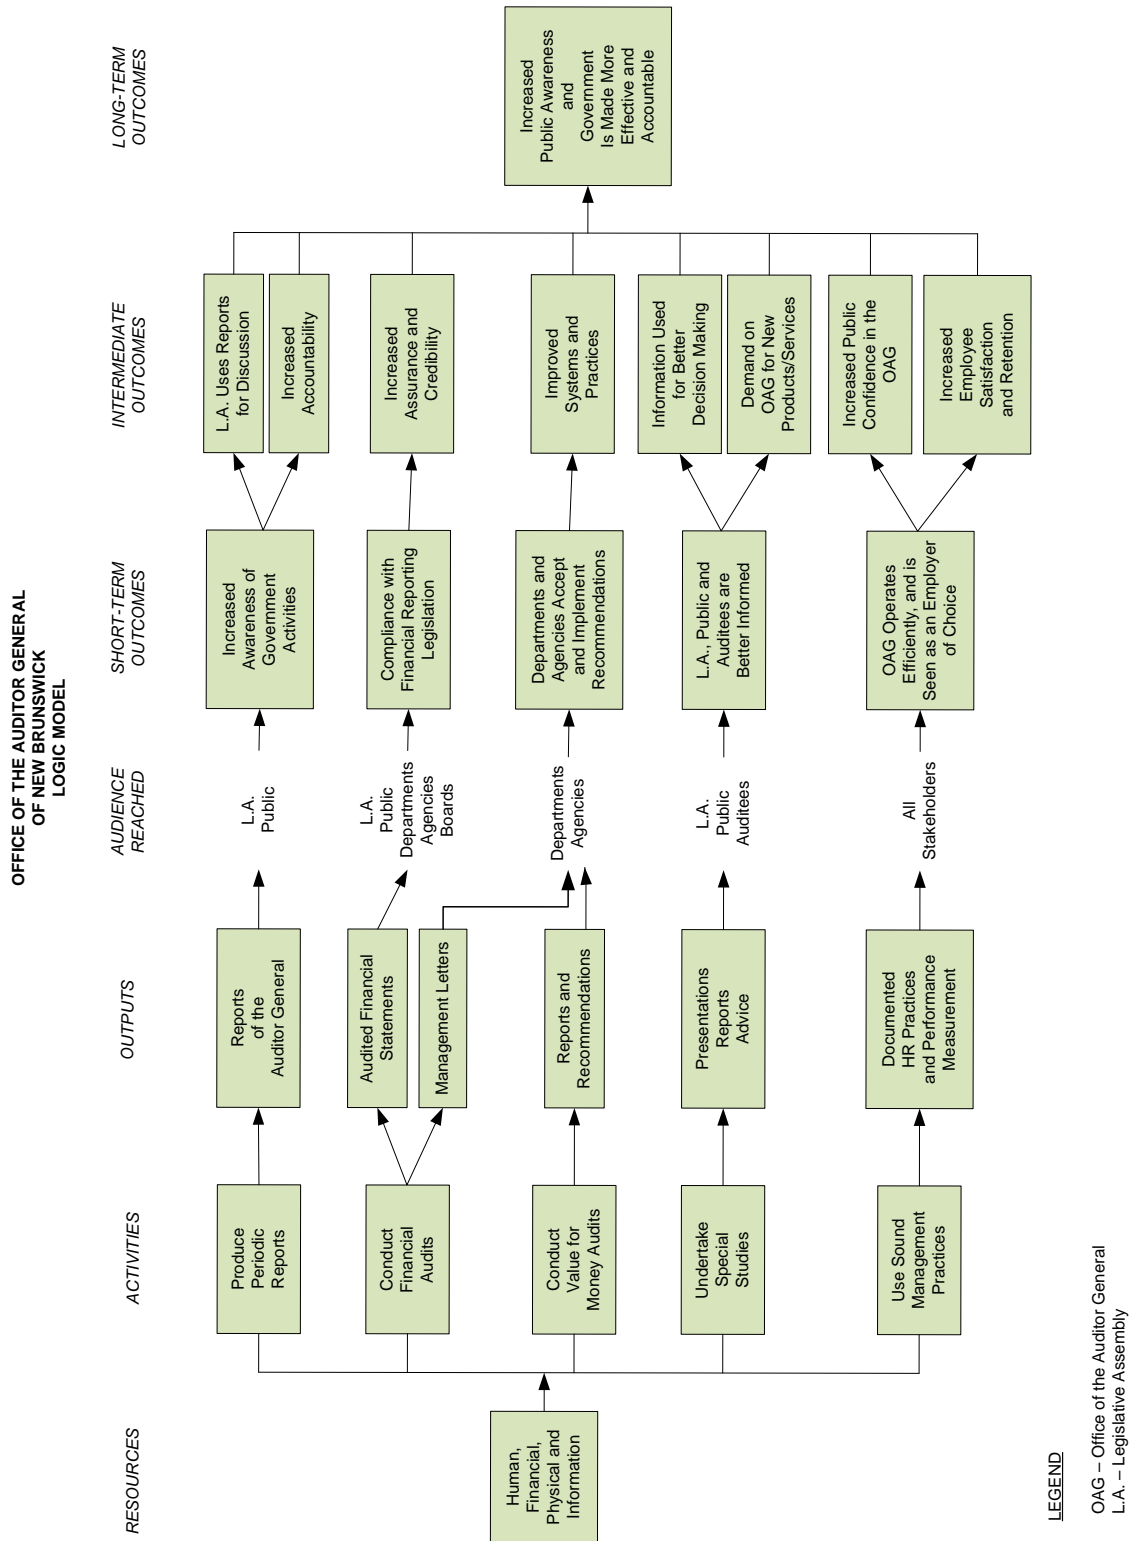 OFFICE OF THE AUDITOR GENERAL
OF NEW BRUNSWICK
LOGIC MODEL
RESOURCES
ACTIVITIES
OUTPUTS
AUDIENCE
REACHED
SHORT-TERM
OUTCOMES
INTERMEDIATE
OUTCOMES
LONG-TERM
OUTCOMES
Human,
Financial,
Physical and
Information
Produce
Periodic
Reports
Reports
of the
Auditor General
L.A.
Public
Increased
Awareness of
Government
Activities
L.A. Uses Reports
for Discussion
Increased
Accountability
Conduct
Financial
Audits
Audited Financial
Statements
Management Letters
L.A.
Public
Departments
Agencies
Boards
Compliance with
Financial Reporting
Legislation
Increased
Assurance and
Credibility
Conduct
Value for
Money Audits
Reports and
Recommendations
Departments
Agencies
Departments and
Agencies Accept
and Implement
Recommendations
Improved
Systems and
Practices
Undertake
Special
Studies
Presentations
Reports
Advice
L.A.
Public
Auditees
L.A., Public and
Auditees are
Better Informed
Information Used
for Better
Decision Making
Demand on
OAG for New
Products/Services
Use Sound
Management
Practices
Documented
HR Practices
and Performance
Measurement
All
Stakeholders
OAG Operates
Efficiently, and is
Seen as an Employer
of Choice
Increased Public
Confidence in the
OAG
Increased
Employee
Satisfaction
and Retention
Increased
Public Awareness
and
Government
Is Made More
Effective and
Accountable
LEGEND
OAG – Office of the Auditor General
L.A. – Legislative Assembly